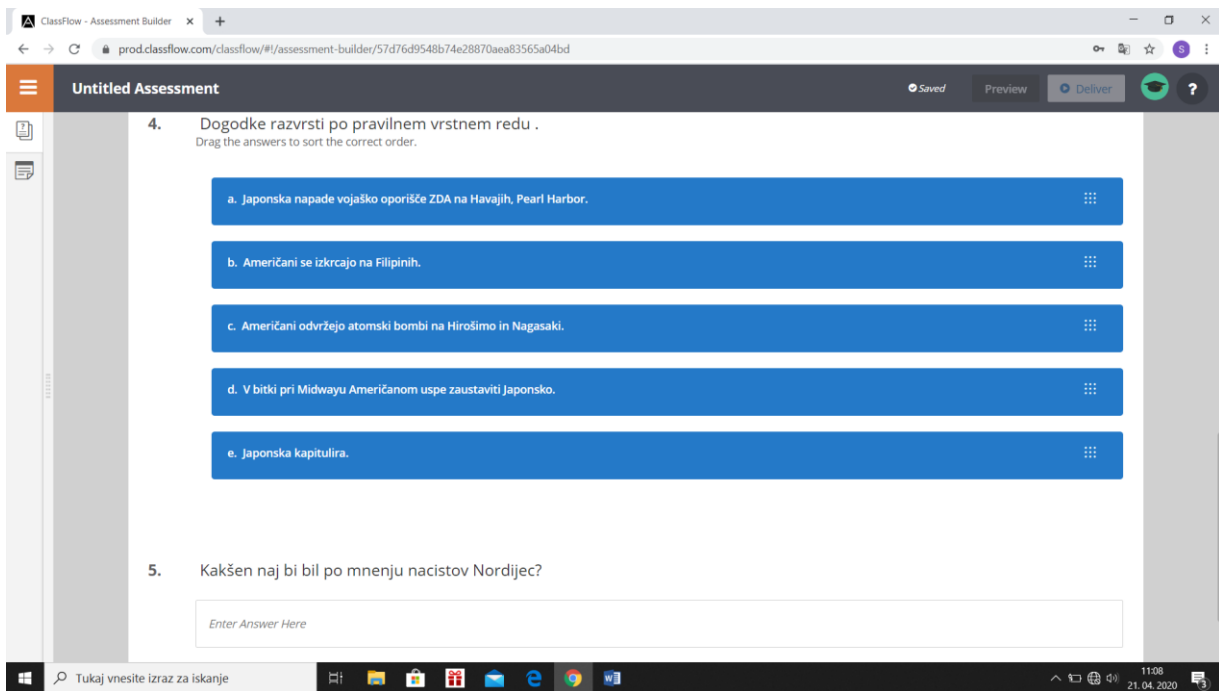 ClassFlow - Assessment Builder
prod.classflow.com/classflow/#!/assessment-builder/57d76d9548b74e28870aea83565a04bd
S
Untitled Assessment
Saved
Preview
Deliver
?
4. Dogodke razvrsti po pravilnem vrstnem redu .
Drag the answers to sort the correct order.
a. Japonska napade vojaško oporišče ZDA na Havajih, Pearl Harbor.
b. Američani se izkrcajo na Filipinih.
c. Američani odvržejo atomski bombi na Hirošimo in Nagasaki.
d. V bitki pri Midwayu Američanom uspe zaustaviti Japonsko.
e. Japonska kapitulira.
5. Kakšen naj bi bil po mnenju nacistov Nordijec?
Enter Answer Here
Tukaj vnesite izraz za iskanje
11:08
21. 04. 2020
3